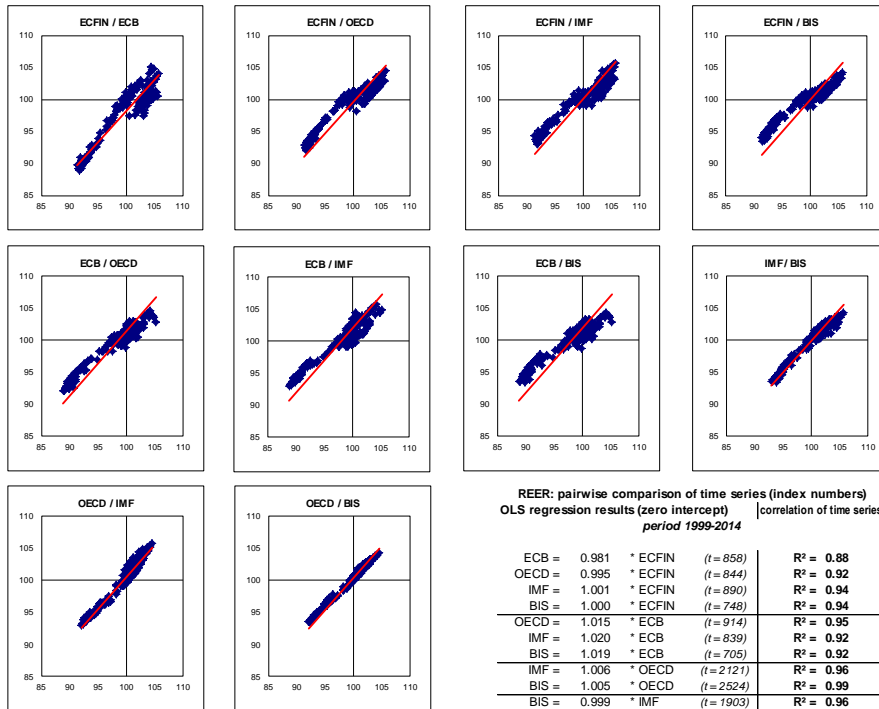 ECFIN / ECB
110
105
100
95
90
85
85 90 95 100 105 110
ECFIN / OECD
110
105
100
95
90
85
85 90 95 100 105 110
ECFIN / IMF
110
105
100
95
90
85
85 90 95 100 105 110
ECFIN / BIS
110
105
100
95
90
85
85 90 95 100 105 110
ECB / OECD
110
105
100
95
90
85
85 90 95 100 105 110
ECB / IMF
110
105
100
95
90
85
85 90 95 100 105 110
ECB / BIS
110
105
100
95
90
85
85 90 95 100 105 110
IMF / BIS
110
105
100
95
90
85
85 90 95 100 105 110
OECD / IMF
110
105
100
95
90
85
85 90 95 100 105 110
OECD / BIS
110
105
100
95
90
85
85 90 95 100 105 110
REER: pairwise comparison of time series (index numbers)
OLS regression results (zero intercept) correlation of time series
period 1999-2014
ECB = 0.981 * ECFIN (t = 858) R² = 0.88
OECD = 0.995 * ECFIN (t = 844) R² = 0.92
IMF = 1.001 * ECFIN (t = 890) R² = 0.94
BIS = 1.000 * ECFIN (t = 748) R² = 0.94
OECD = 1.015 * ECB (t = 914) R² = 0.95
IMF = 1.020 * ECB (t = 839) R² = 0.92
BIS = 1.019 * ECB (t = 705) R² = 0.92
IMF = 1.006 * OECD (t = 2121) R² = 0.96
BIS = 1.005 * OECD (t = 2524) R² = 0.99
BIS = 0.999 * IMF (t = 1903) R² = 0.96